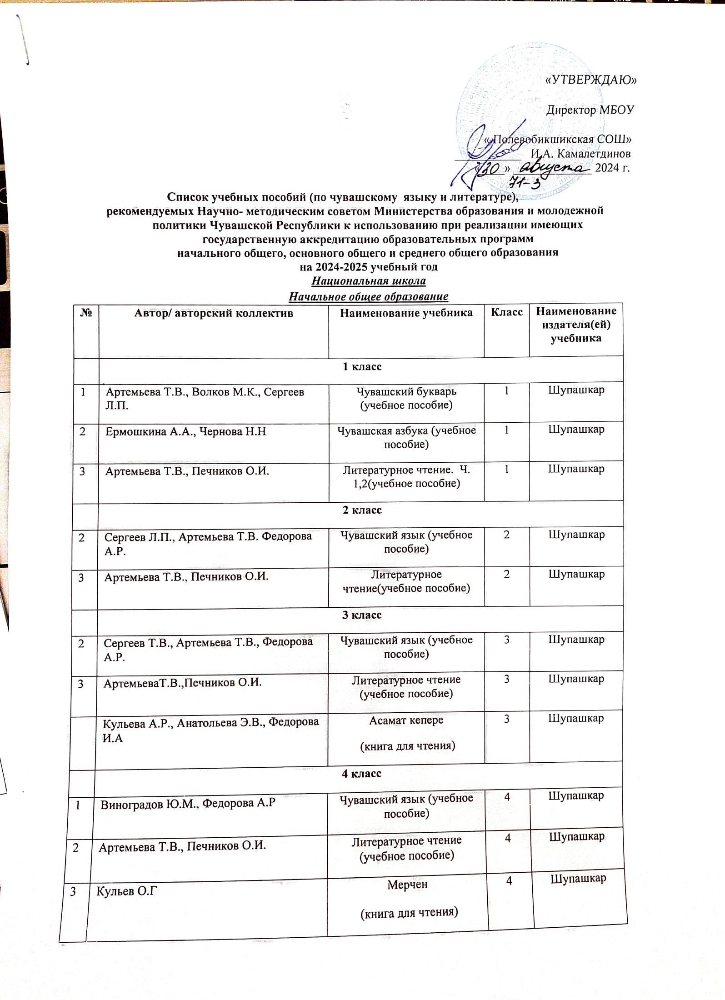 «УТВЕРЖДАЮ»
Директор МБОУ
« Полевобикшикская СОШ»
И.А. Камалетдинов
«30» августа 2024 г.
71-3
Список учебных пособий (по чувашскому языку и литературе),
рекомендуемых Научно- методическим советом Министерства образования и молодежной
политики Чувашской Республики к использованию при реализации имеющих
государственную аккредитацию образовательных программ
начального общего, основного общего и среднего общего образования
на 2024-2025 учебный год
Национальная школа
Начальное общее образование
№ Автор/ авторский коллектив Наименование учебника Класс Наименование
издателя(ей)
учебника
1 класс
1 Артемьева Т.В., Волков М.К., Сергеев Чувашский букварь 1 Шупашкар
Л.П. (учебное пособие)
2 Ермошкина А.А., Чернова Н.Н Чувашская азбука (учебное 1 Шупашкар
пособие)
3 Артемьева Т.В., Печников О.И. Литературное чтение. Ч. 1 Шупашкар
1,2(учебное пособие)
2 класс
2 Сергеев Л.П., Артемьева Т.В. Федорова Чувашский язык (учебное 2 Шупашкар
А.Р. пособие)
3 Артемьева Т.В., Печников О.И. Литературное 2 Шупашкар
чтение(учебное пособие)
3 класс
2 Сергеев Т.В., Артемьева Т.В., Федорова Чувашский язык (учебное 3 Шупашкар
А.Р. пособие)
3 АртемьеваТ.В.,Печников О.И. Литературное чтение 3 Шупашкар
(учебное пособие)
Кульева А.Р., Анатольева Э.В., Федорова Асамат кепере 3 Шупашкар
И.А
(книга для чтения)
4 класс
1 Виноградов Ю.М., Федорова А.Р Чувашский язык (учебное 4 Шупашкар
пособие)
2 Артемьева Т.В., Печников О.И. Литературное чтение 4 Шупашкар
(учебное пособие)
3 Кульев О.Г Мерчен 4 Шупашкар
(книга для чтения)